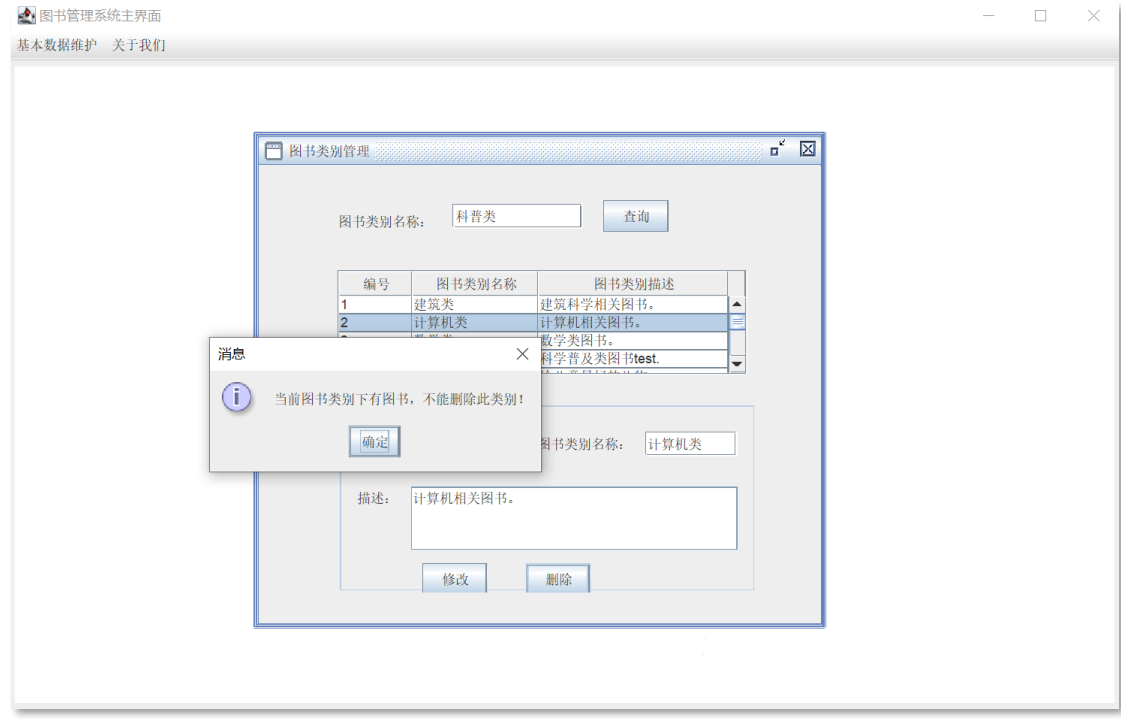 图书管理系统主界面
基本数据维护 关于我们
图书类别管理
图书类别名称: 科普类 查询
编号 图书类别名称 图书类别描述
1 建筑类 建筑科学相关图书。
2 计算机类 计算机相关图书。
数学类图书。
科学普及类图书test.
消息
当前图书类别下有图书，不能删除此类别!
确定
图书类别名称: 计算机类
描述: 计算机相关图书。
修改 删除